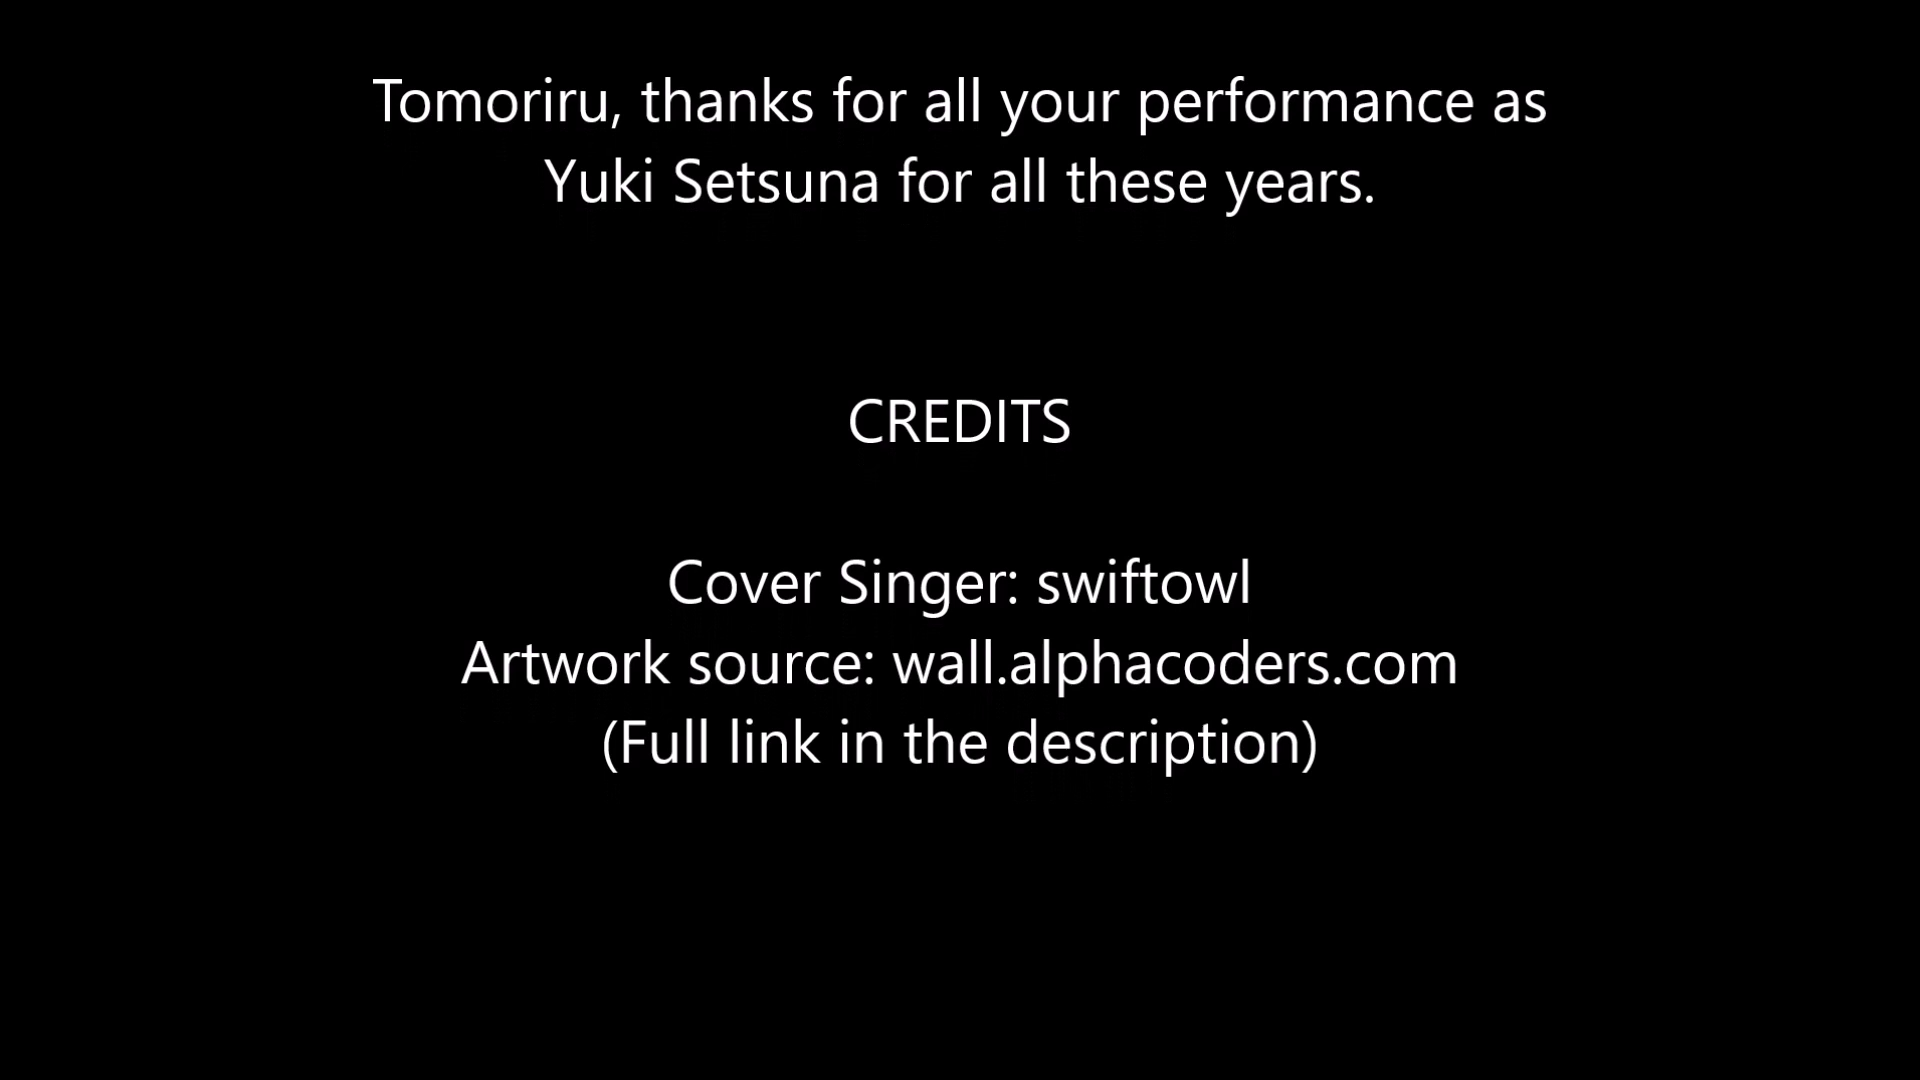 Tomoriru, thanks for all your performance as
Yuki Setsuna for all these years.
CREDITS
Cover Singer: swiftowl
Artwork source: wall.alphacoders.com
(Full link in the description)